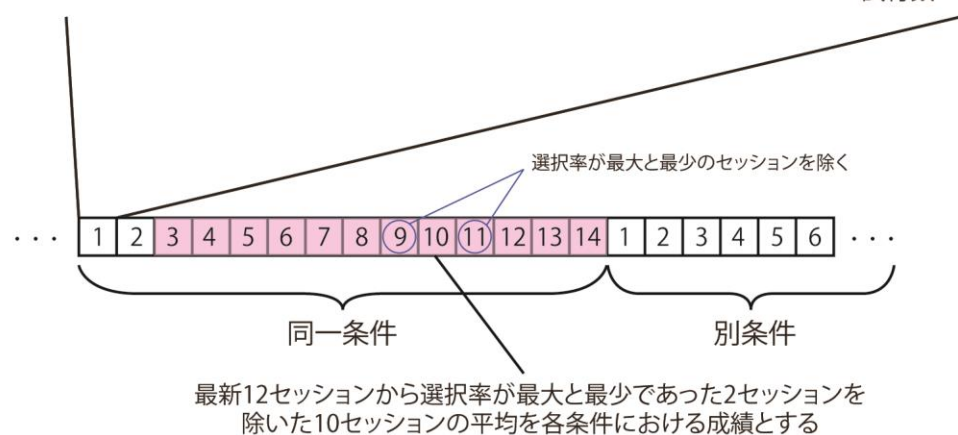 選択率が最大と最少のセッションを除く
・・・ 1 2 3 4 5 6 7 8 9 10 11 12 13 14 1 2 3 4 5 6 ・・・
同一条件 別条件
最新12セッションから選択率が最大と最少であった2セッションを
除いた10セッションの平均を各条件における成績とする